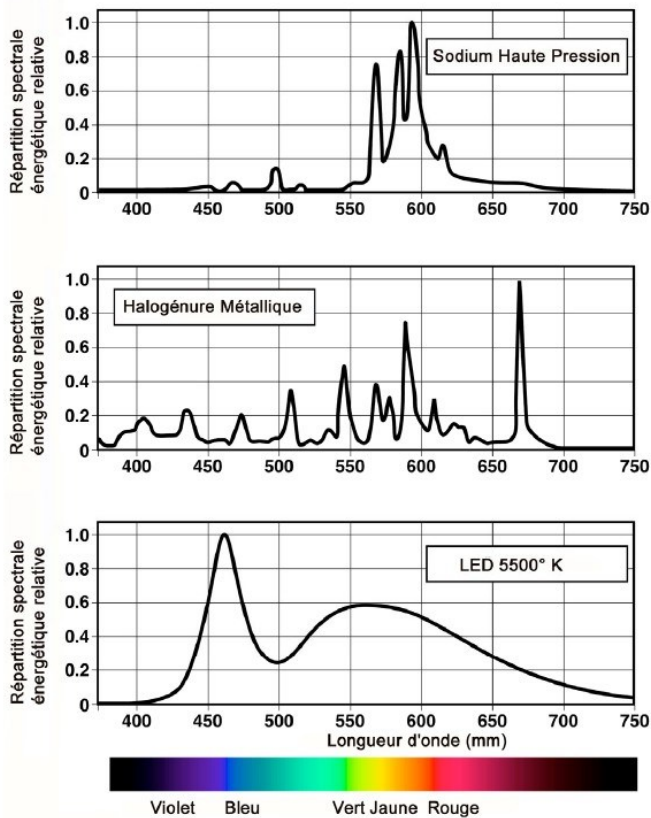 Répartition spectrale
énergétique relative
1.0
0.8
0.6
0.4
0.2
0
Sodium Haute Pression
400 450 500 550 600 650 700 750
Répartition spectrale
énergétique relative
1.0
0.8
0.6
0.4
0.2
0
Halogénure Métallique
400 450 500 550 600 650 700 750
Répartition spectrale
énergétique relative
1.0
0.8
0.6
0.4
0.2
0
LED 5500° K
400 450 500 550 600 650 700 750
Longueur d'onde (mm)
Violet Bleu Vert Jaune Rouge